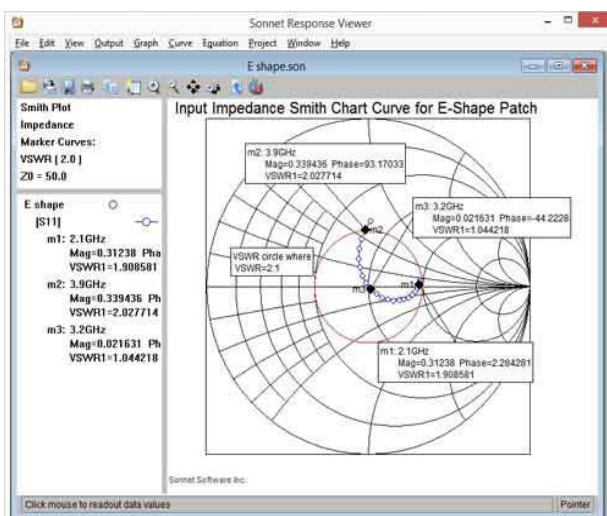 Sonnet Response Viewer
File Edit View Output Graph Curve Equation Project Window Help
E shape.son
Smith Plot
Impedance
Marker Curves:
VSWR [ 2.0 ]
Z0 = 50.0
E shape
[S11]
m1: 2.1GHz
Mag=0.31238 Pha
VSWR1=1.908581
m2: 3.9GHz
Mag=0.339436 P
VSWR1=2.027714
m3: 3.2GHz
Mag=0.021631 Ph
VSWR1=1.044218
Input Impedance Smith Chart Curve for E-Shape Patch
m2: 3.9GHz
Mag=0.339436 Phase=93.17033
VSWR1=2.027714
m3: 3.2GHz
Mag=0.021631 Phase=-44.2228
VSWR1=1.044218
m2
VSWR circle where
VSWR=2.1
m3
m1
m1: 2.1GHz
Mag=0.31238 Phase=2.284281
VSWR1=1.908581
Sonnet Software Inc.
Click mouse to readout data values
Pointer